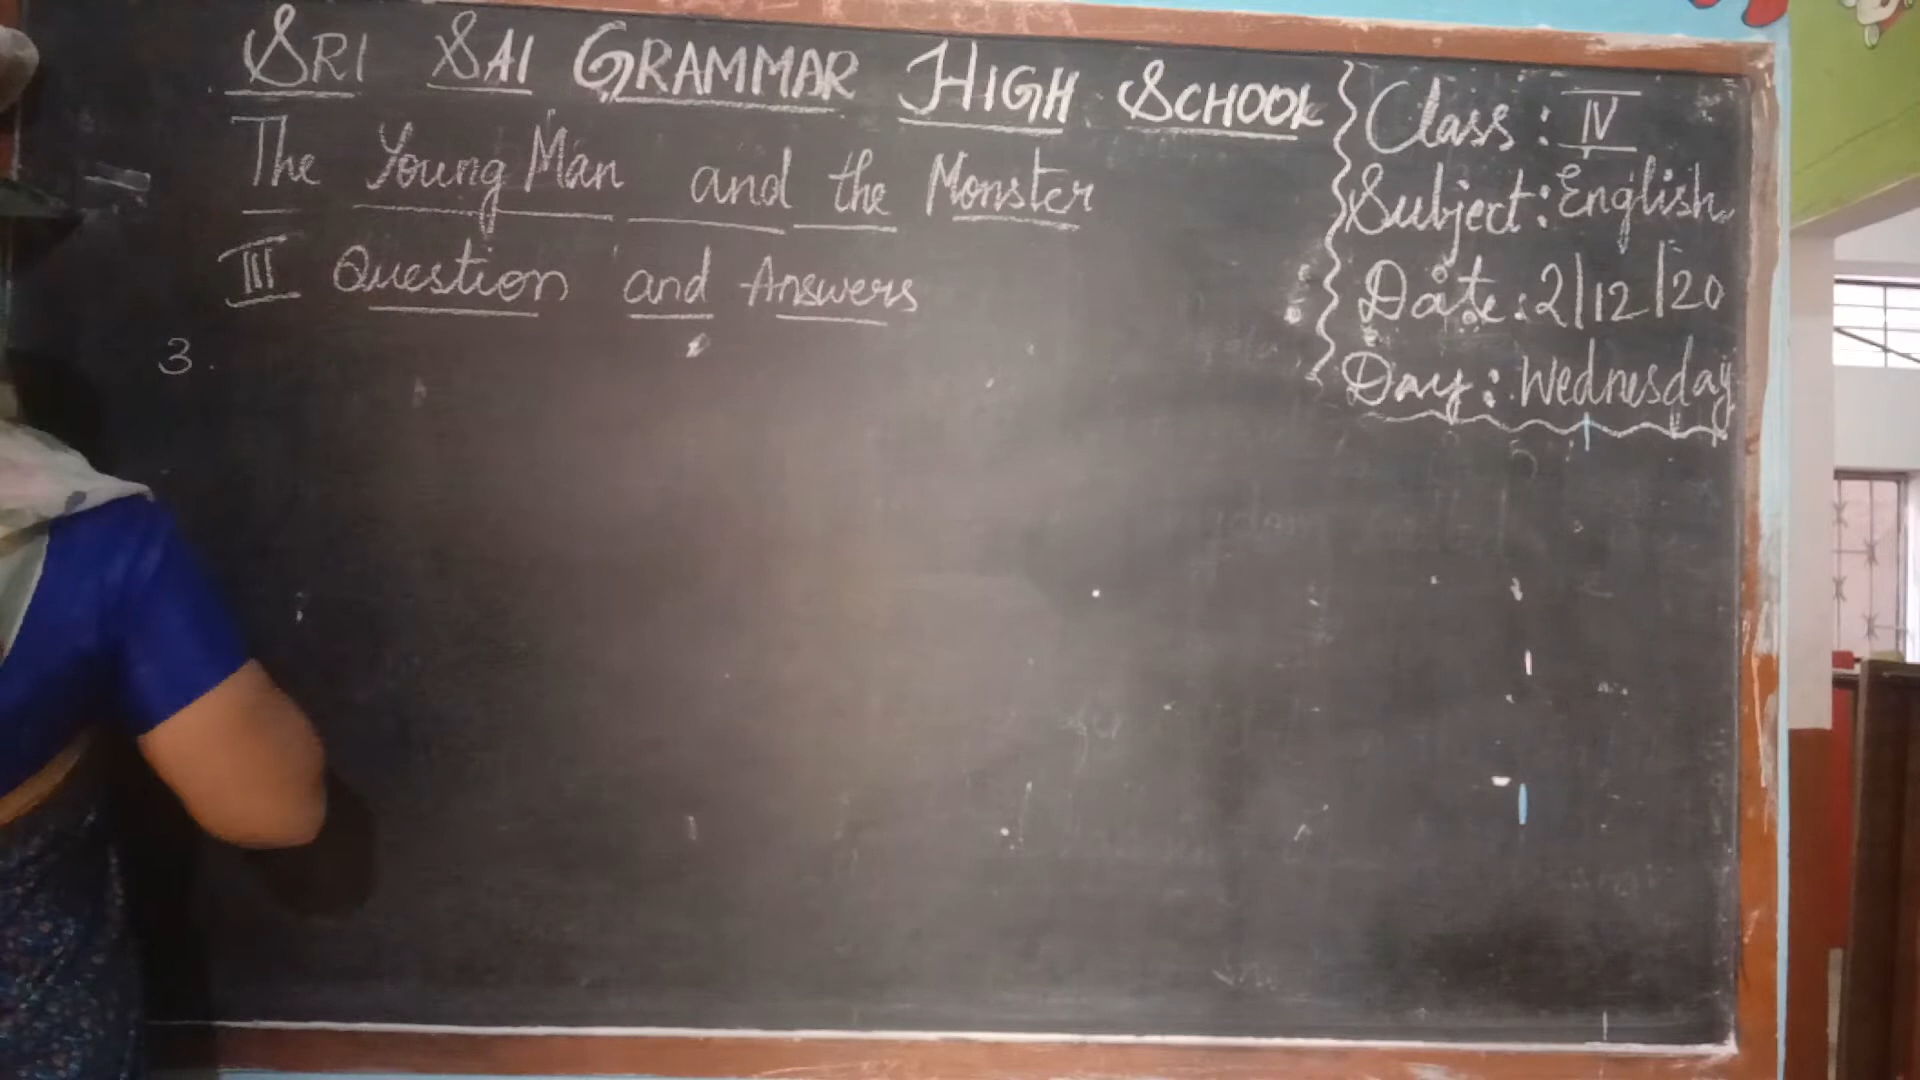 SRI SAI GRAMMAR HIGH SCHOOL
The Young Man and the Monster
III Question and Answers
3.
Class : IV
Subject : English
Date : 2/12/20
Day : Wednesday